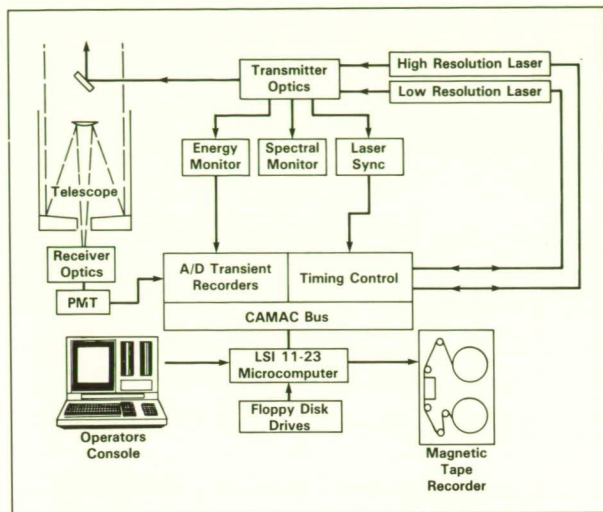 Transmitter
Optics
High Resolution Laser
Low Resolution Laser
Energy
Monitor
Spectral
Monitor
Laser
Sync
Telescope
Receiver
Optics
PMT
A/D Transient
Recorders
Timing Control
CAMAC Bus
LSI 11-23
Microcomputer
Floppy Disk
Drives
Operators
Console
Magnetic
Tape
Recorder